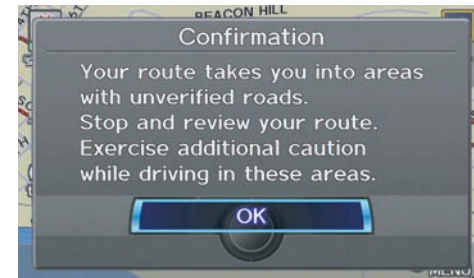 BEACON HILL
Confirmation
Your route takes you into areas
with unverified roads.
Stop and review your route.
Exercise additional caution
while driving in these areas.
OK
MENU